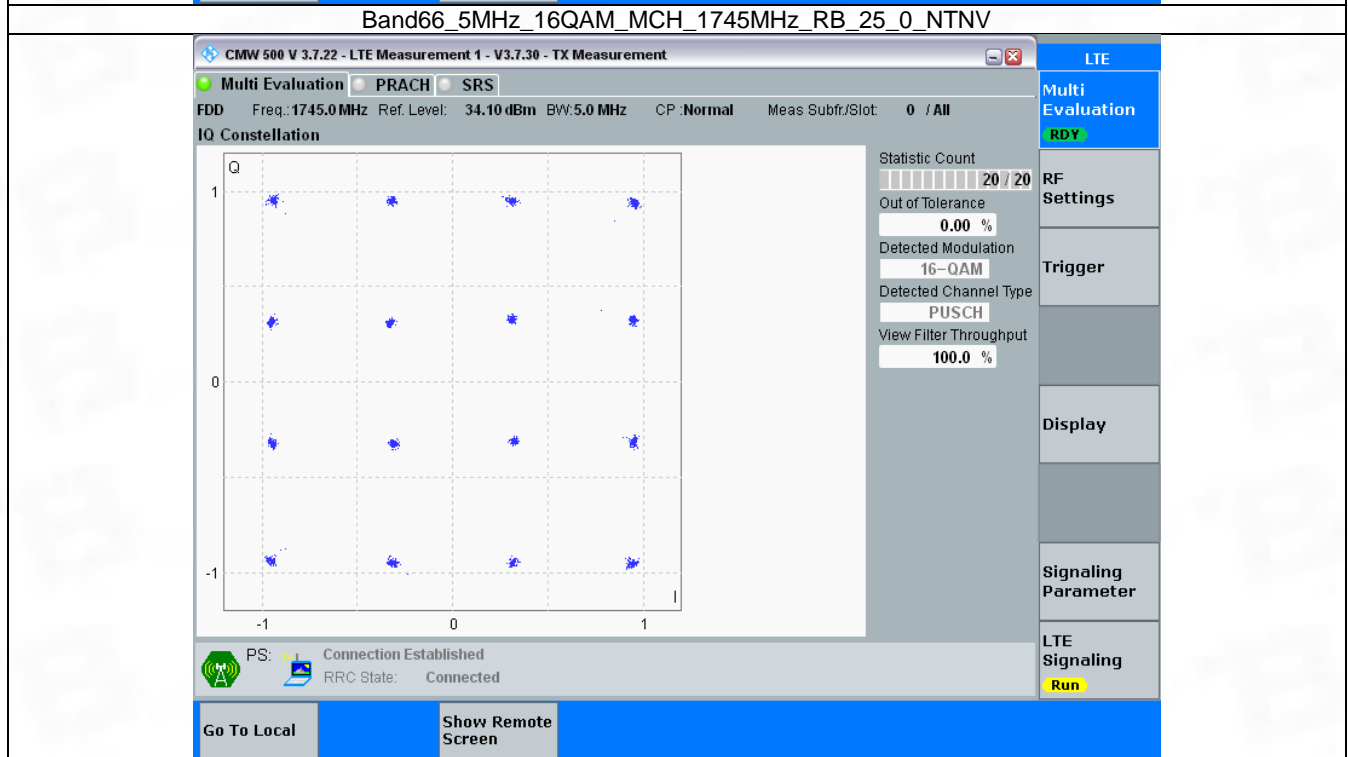 Band66_5MHz_16QAM_MCH_1745MHz_RB_25_0_NTNV
CMW 500 V 3.7.22 - LTE Measurement 1 - V3.7.30 - TX Measurement
Multi Evaluation PRACH SRS
FDD Freq.:1745.0 MHz Ref. Level: 34.10 dBm BW:5.0 MHz CP :Normal Meas Subfr./Slot: 0 / All
IQ Constellation
Q
1
0
-1
I
-1 0 1
Statistic Count
20 / 20
Out of Tolerance
0.00 %
Detected Modulation
16-QAM
Detected Channel Type
PUSCH
View Filter Throughput
100.0 %
PS: Connection Established
RRC State: Connected
LTE
Multi
Evaluation
RDY
RF
Settings
Trigger
Display
Signaling
Parameter
LTE
Signaling
Run
Go To Local
Show Remote
Screen